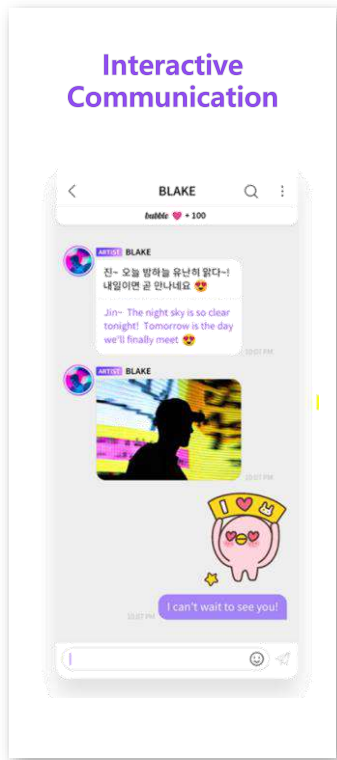 Interactive
Communication
BLAKE
bubble 💜 + 100
ARTIST BLAKE
진~ 오늘 밤하늘 유난히 맑다~!
내일이면 곧 만나네요 😍
Jin~ The night sky is so clear
tonight! Tomorrow is the day
we'll finally meet 😍
10:07 PM
ARTIST BLAKE
10:07 PM
I
I can't wait to see you!
10:07 PM